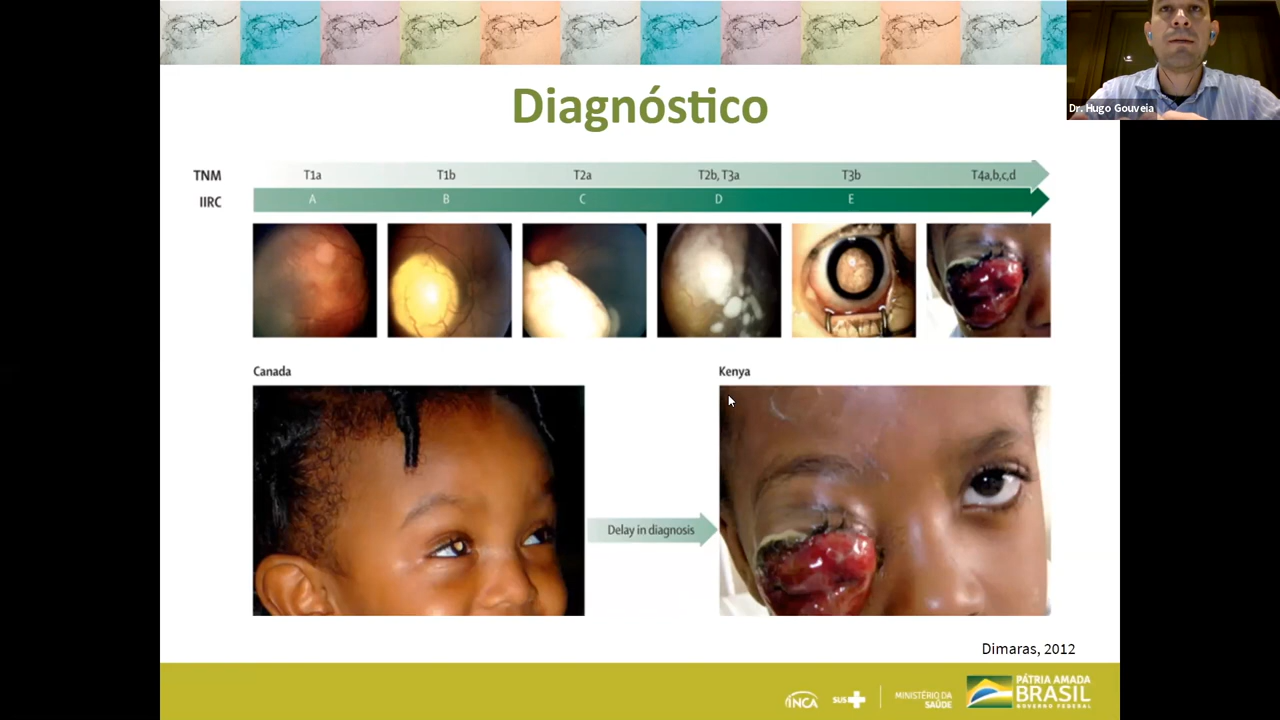 Diagnóstico
Dr. Hugo Gouveia
TNM T1a T1b T2a T2b, T3a T3b T4a,b,c,d
IIRC A B C D E
Canada Kenya
Delay in diagnosis
Dimaras, 2012
INCA SUS MINISTÉRIO DA SAÚDE
PÁTRIA AMADA
BRASIL
GOVERNO FEDERAL